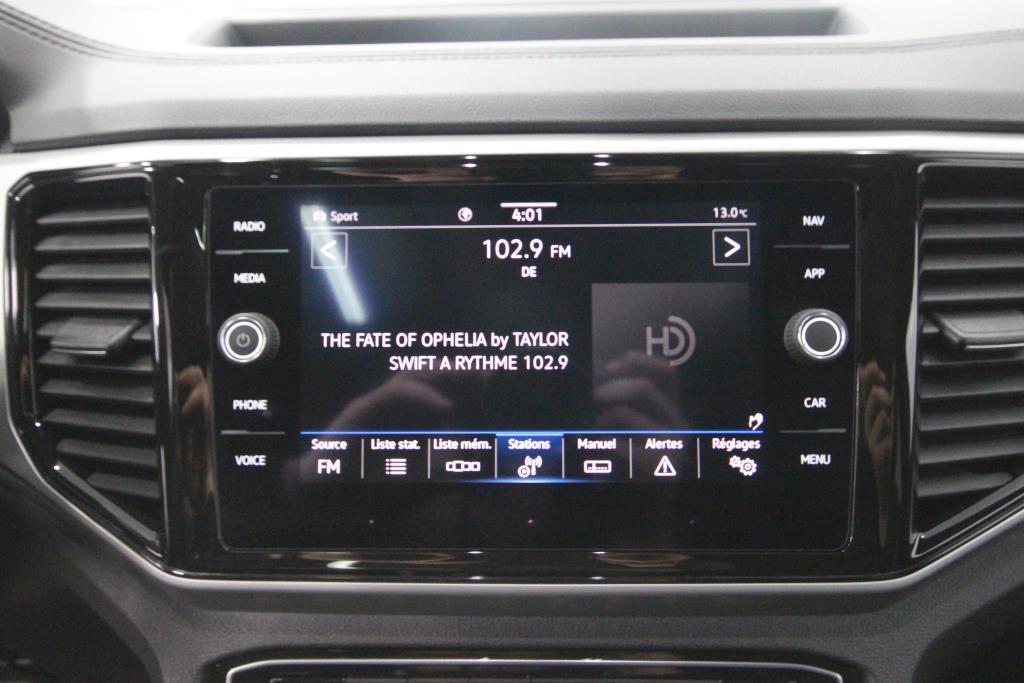 RADIO
MEDIA
PHONE
VOICE
Sport
4:01
13.0°C
< 102.9 FM >
DE
THE FATE OF OPHELIA by TAYLOR
SWIFT A RYTHME 102.9
HD
Source Liste stat. Liste mém. Stations Manuel Alertes Réglages
FM
NAV
APP
CAR
MENU